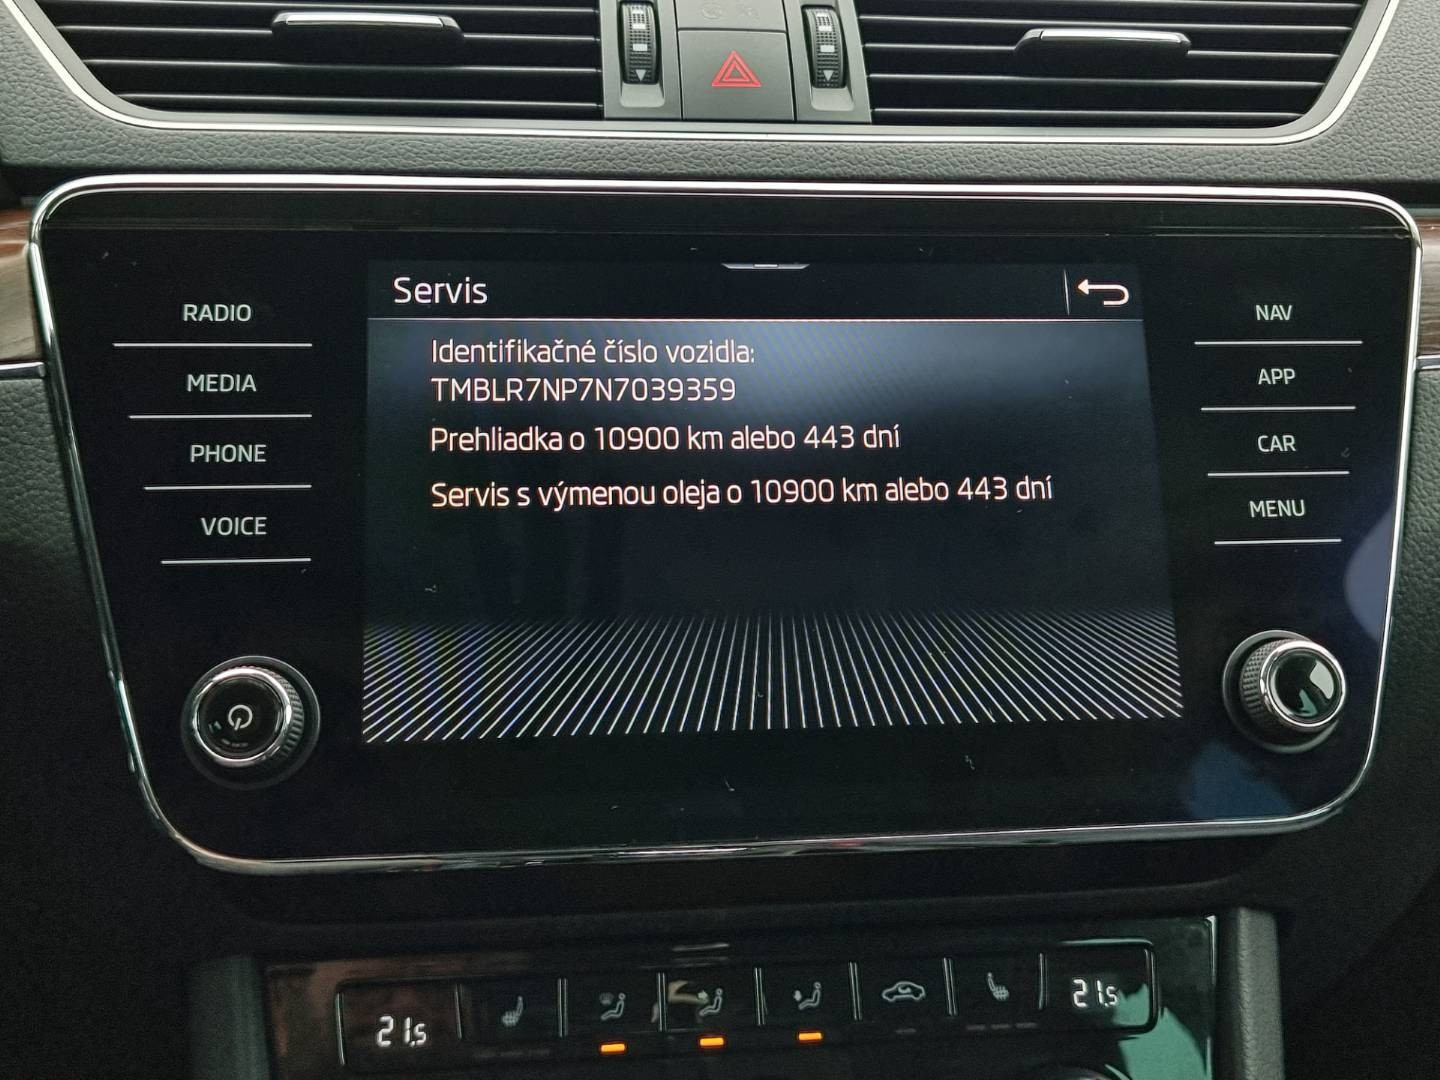 Servis
RADIO
MEDIA
PHONE
VOICE
Identifikačné číslo vozidla:
TMBLR7NP7N7039359
Prehliadka o 10900 km alebo 443 dní
Servis s výmenou oleja o 10900 km alebo 443 dní
NAV
APP
CAR
MENU
21.5
21.5